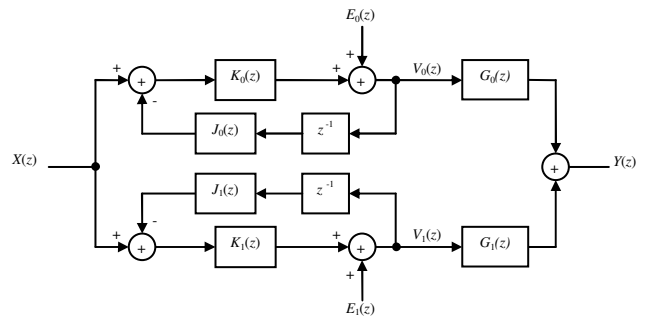 E0(z)
+
+ + K0(z) + + V0(z) G0(z)
-
J0(z) z -1
X(z) + Y(z)
J1(z) z -1
-
+ + K1(z) + + V1(z) G1(z)
+
E1(z)